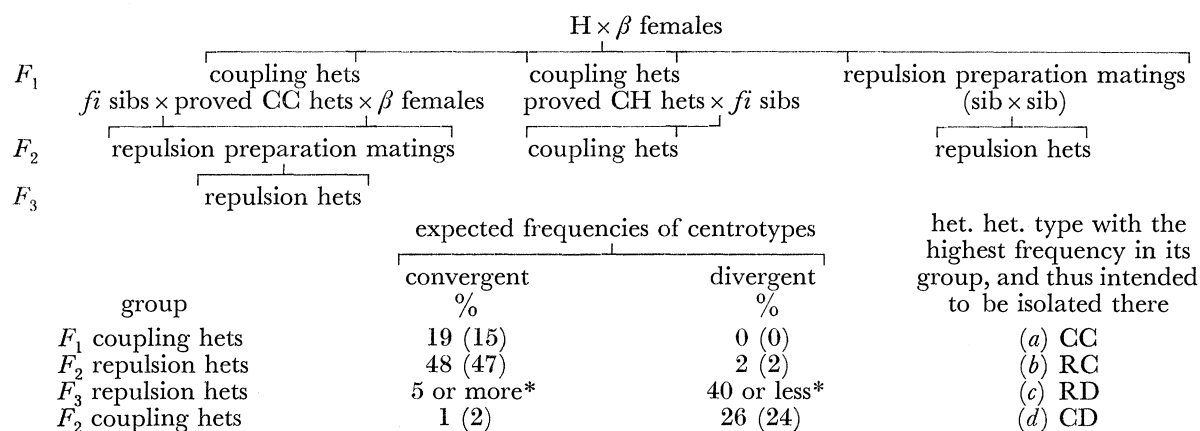 H × β females
F₁ coupling hets coupling hets repulsion preparation matings
fi sibs × proved CC hets × β females proved CH hets × fi sibs (sib × sib)
F₂ repulsion preparation matings coupling hets repulsion hets
F₃ repulsion hets
expected frequencies of centrotypes
het. het. type with the
highest frequency in its
convergent divergent group, and thus intended
group % % to be isolated there
F₁ coupling hets 19 (15) 0 (0) (a) CC
F₂ repulsion hets 48 (47) 2 (2) (b) RC
F₃ repulsion hets 5 or more* 40 or less* (c) RD
F₂ coupling hets 1 (2) 26 (24) (d) CD